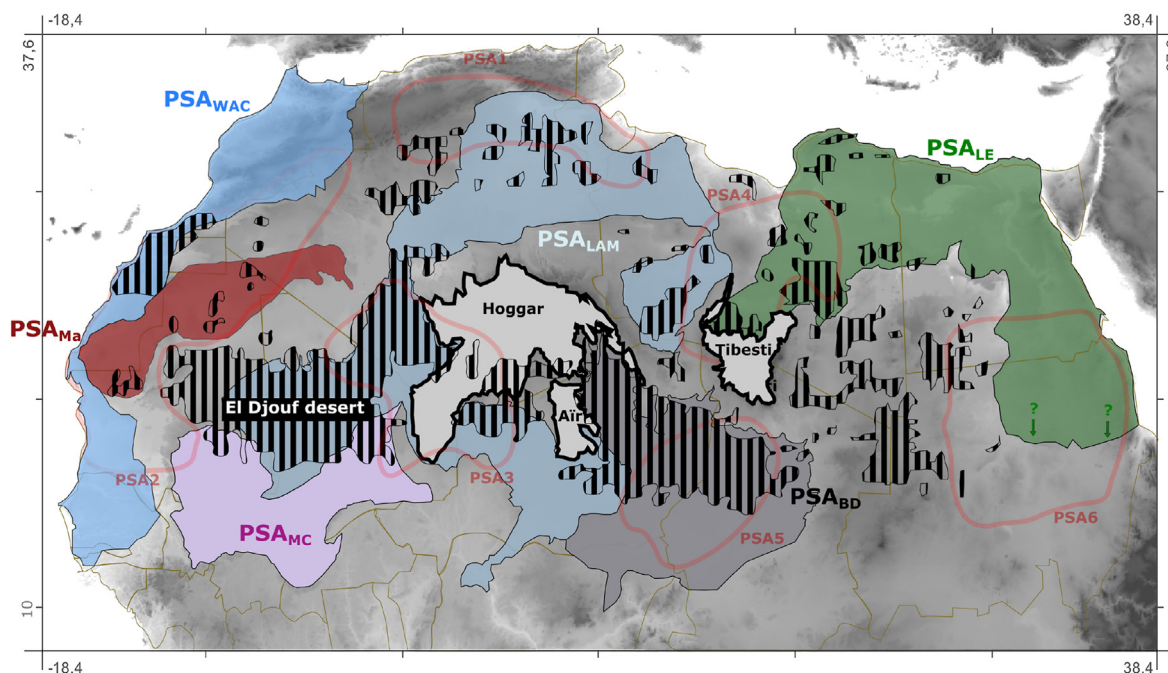 -18,4
38,4
37,6
PSA1
PSAWAC
PSALE
PSA4
PSALAM
Hoggar
PSAMa
Tibesti
El Djouf desert
Aïr
?
?
PSA2
PSA3
PSABD
PSA6
PSAMC
PSA5
10
-18,4
38,4